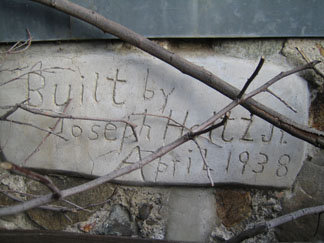 Built by
Joseph Jr.
April 1938